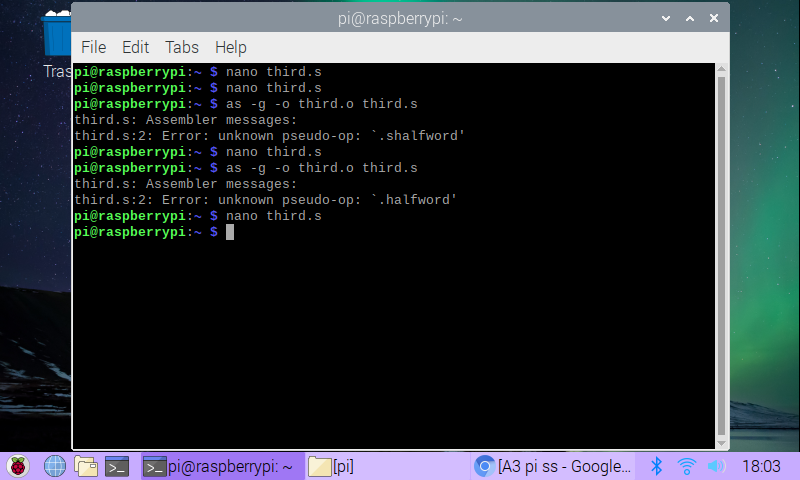 pi@raspberrypi: ~
File Edit Tabs Help
Tras
pi@raspberrypi:~ $ nano third.s
pi@raspberrypi:~ $ nano third.s
pi@raspberrypi:~ $ as -g -o third.o third.s
third.s: Assembler messages:
third.s:2: Error: unknown pseudo-op: `.shalfword'
pi@raspberrypi:~ $ nano third.s
pi@raspberrypi:~ $ as -g -o third.o third.s
third.s: Assembler messages:
third.s:2: Error: unknown pseudo-op: `.halfword'
pi@raspberrypi:~ $ nano third.s
pi@raspberrypi:~ $
pi@raspberrypi: ~ [pi] [A3 pi ss - Google... 18:03